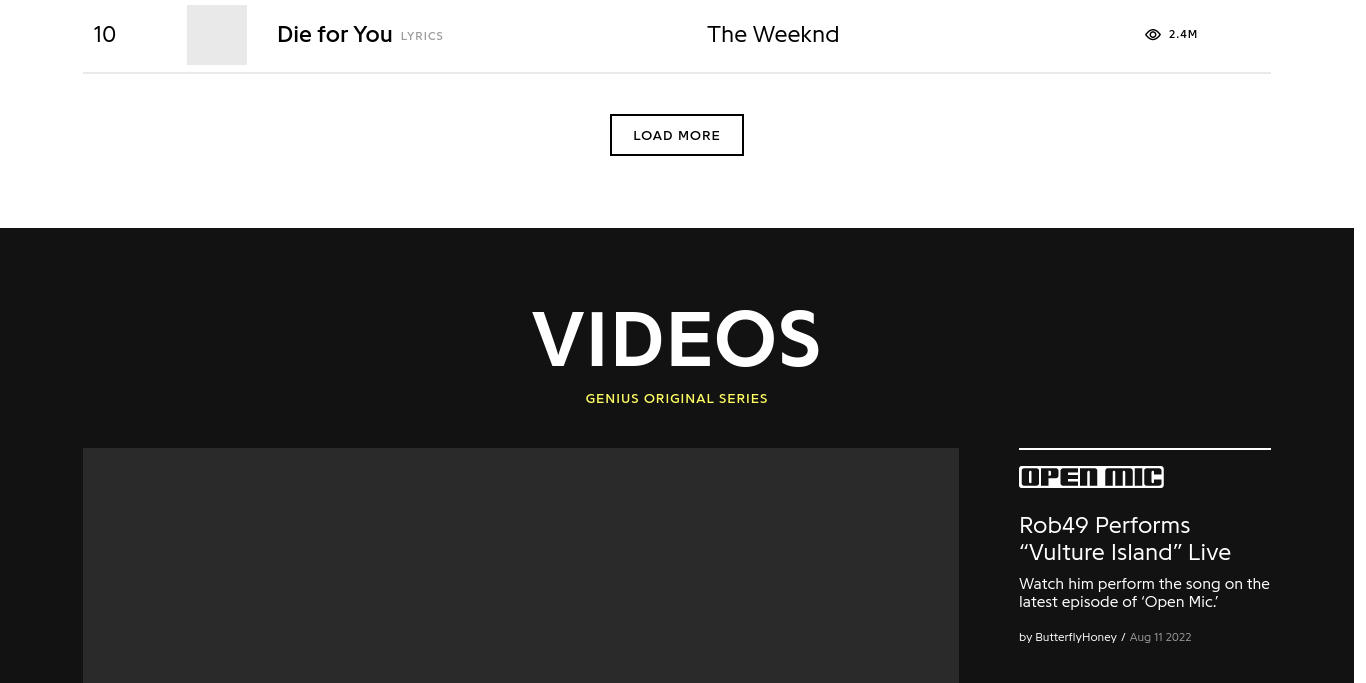 10 Die for You LYRICS The Weeknd 2.4M
LOAD MORE
VIDEOS
GENIUS ORIGINAL SERIES
OPEN MIC
Rob49 Performs
“Vulture Island” Live
Watch him perform the song on the
latest episode of ‘Open Mic.’
by ButterflyHoney / Aug 11 2022